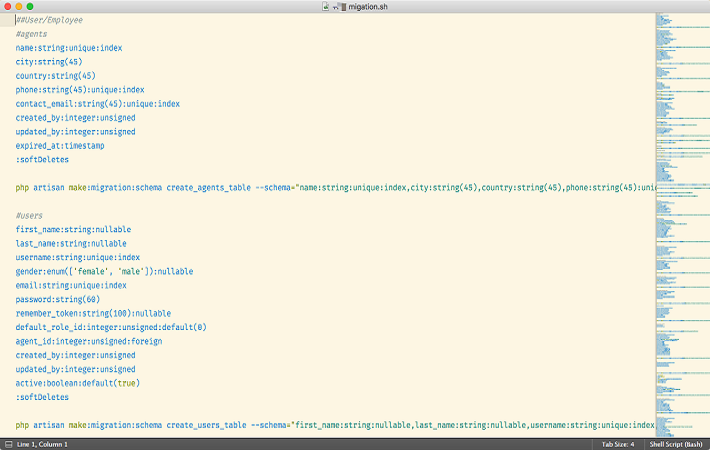 migation.sh
##User/Employee
#agents
name:string:unique:index
city:string(45)
country:string(45)
phone:string(45):unique:index
contact_email:string(45):unique:index
created_by:integer:unsigned
updated_by:integer:unsigned
expired_at:timestamp
:softDeletes
php artisan make:migration:schema create_agents_table --schema="name:string:unique:index,city:string(45),country:string(45),phone:string(45):uni
#users
first_name:string:nullable
last_name:string:nullable
username:string:unique:index
gender:enum(['female', 'male']):nullable
email:string:unique:index
password:string(60)
remember_token:string(100):nullable
default_role_id:integer:unsigned:default(0)
agent_id:integer:unsigned:foreign
created_by:integer:unsigned
updated_by:integer:unsigned
active:boolean:default(true)
:softDeletes
php artisan make:migration:schema create_users_table --schema="first_name:string:nullable,last_name:string:nullable,username:string:unique:index,
Line 1, Column 1 Tab Size: 4 Shell Script (Bash)